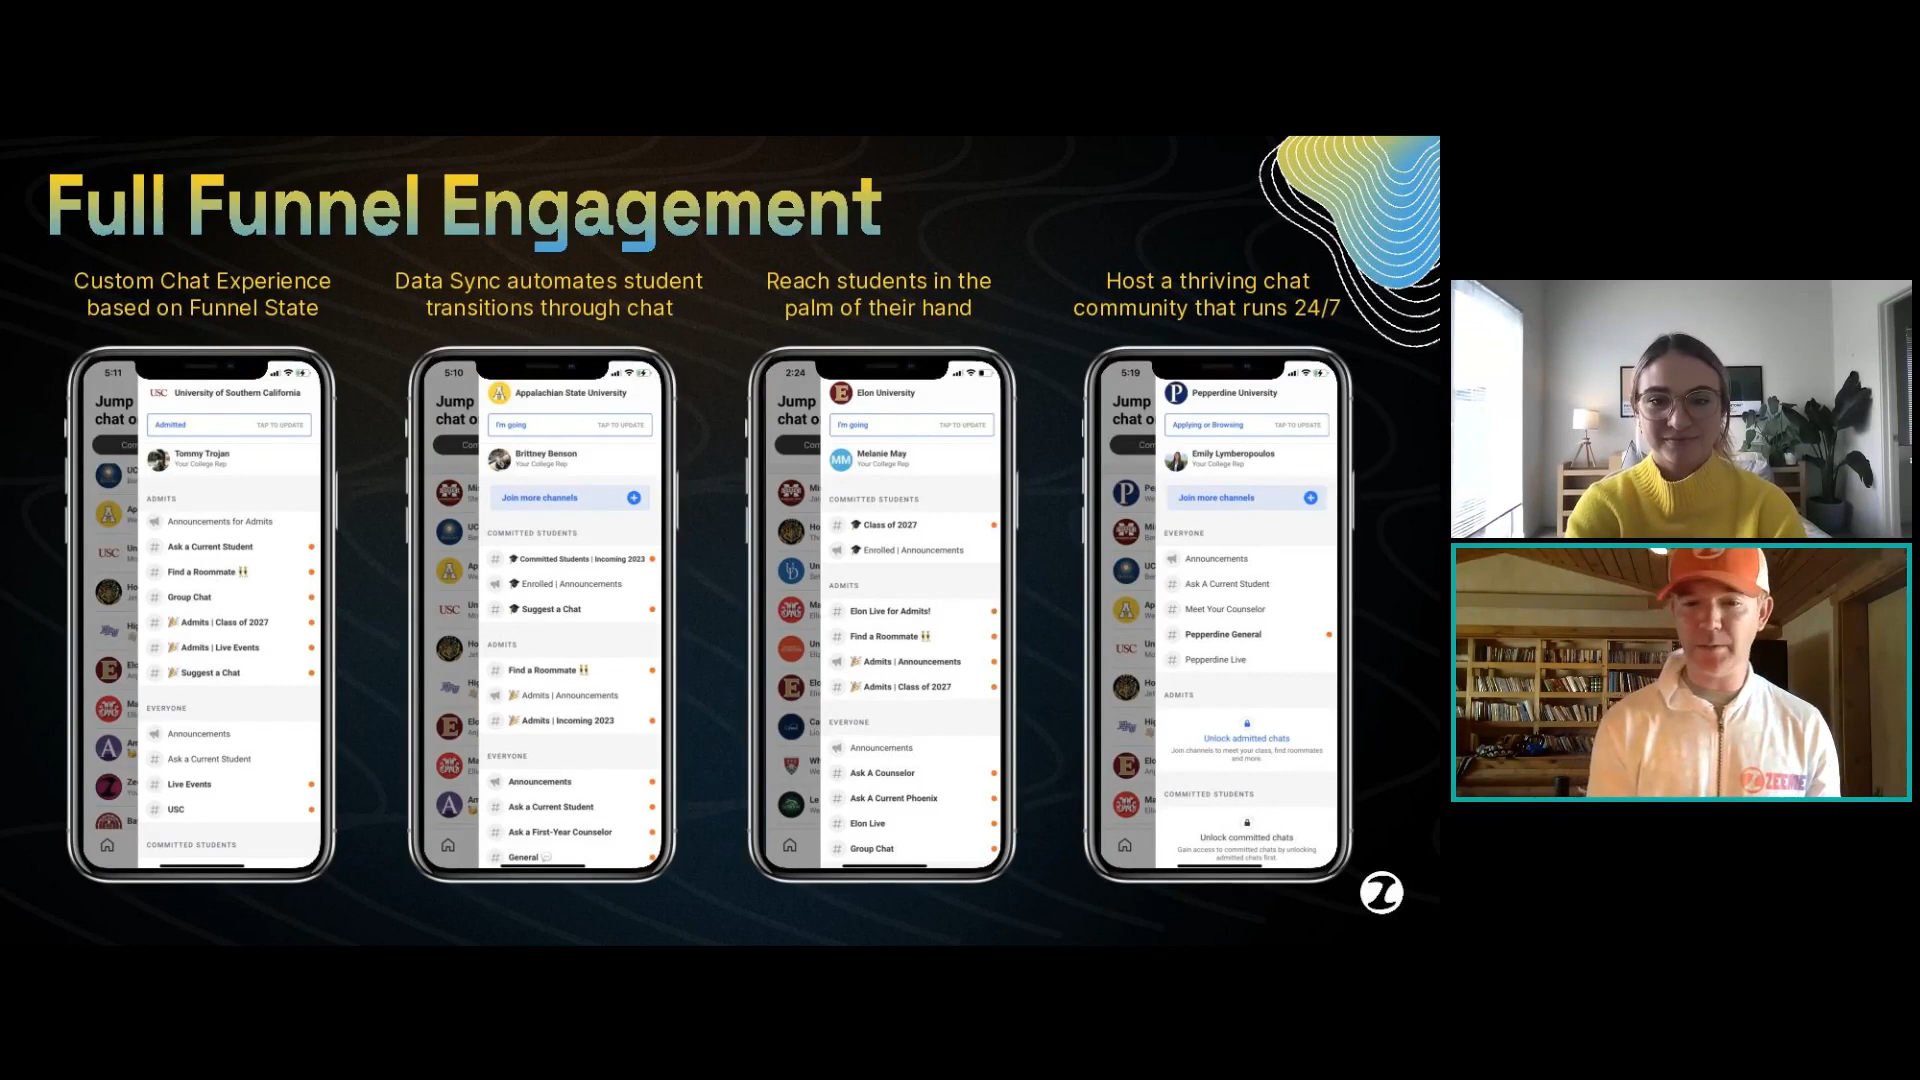 Full Funnel Engagement
Custom Chat Experience
based on Funnel State
Data Sync automates student
transitions through chat
Reach students in the
palm of their hand
Host a thriving chat
community that runs 24/7
5:11
Jump
chat o
USC University of Southern California
Admitted TAP TO UPDATE
Tommy Trojan
Your College Rep
ADMITS
Announcements for Admits
# Ask a Current Student
# Find a Roommate 👯
# Group Chat
# 🎉 Admits | Class of 2027
# 🎉 Admits | Live Events
# 🎉 Suggest a Chat
EVERYONE
Announcements
# Ask a Current Student
# Live Events
# USC
COMMITTED STUDENTS
5:10
Jump
chat o
Appalachian State University
I'm going TAP TO UPDATE
Brittney Benson
Your College Rep
Join more channels
COMMITTED STUDENTS
# 🎓 Committed Students | Incoming 2023
🎓 Enrolled | Announcements
# 🎓 Suggest a Chat
ADMITS
# Find a Roommate 👯
🎉 Admits | Announcements
# 🎉 Admits | Incoming 2023
EVERYONE
Announcements
# Ask a Current Student
# Ask a First-Year Counselor
# General 💬
2:24
Jump
chat o
Elon University
I'm going TAP TO UPDATE
MM Melanie May
Your College Rep
COMMITTED STUDENTS
# 🎓 Class of 2027
🎓 Enrolled | Announcements
ADMITS
# Elon Live for Admits!
# Find a Roommate 👯
🎉 Admits | Announcements
# 🎉 Admits | Class of 2027
EVERYONE
Announcements
# Ask A Counselor
# Ask A Current Phoenix
# Elon Live
# Group Chat
5:19
Jump
chat o
Pepperdine University
Applying or Browsing TAP TO UPDATE
Emily Lymberopoulos
Your College Rep
Join more channels
EVERYONE
Announcements
# Ask A Current Student
# Meet Your Counselor
# Pepperdine General
# Pepperdine Live
ADMITS
Unlock admitted chats
Join channels to meet your class, find roommates
and more.
COMMITTED STUDENTS
Unlock committed chats
Gain access to committed chats by unlocking
admitted chats first.
ZEEMEE